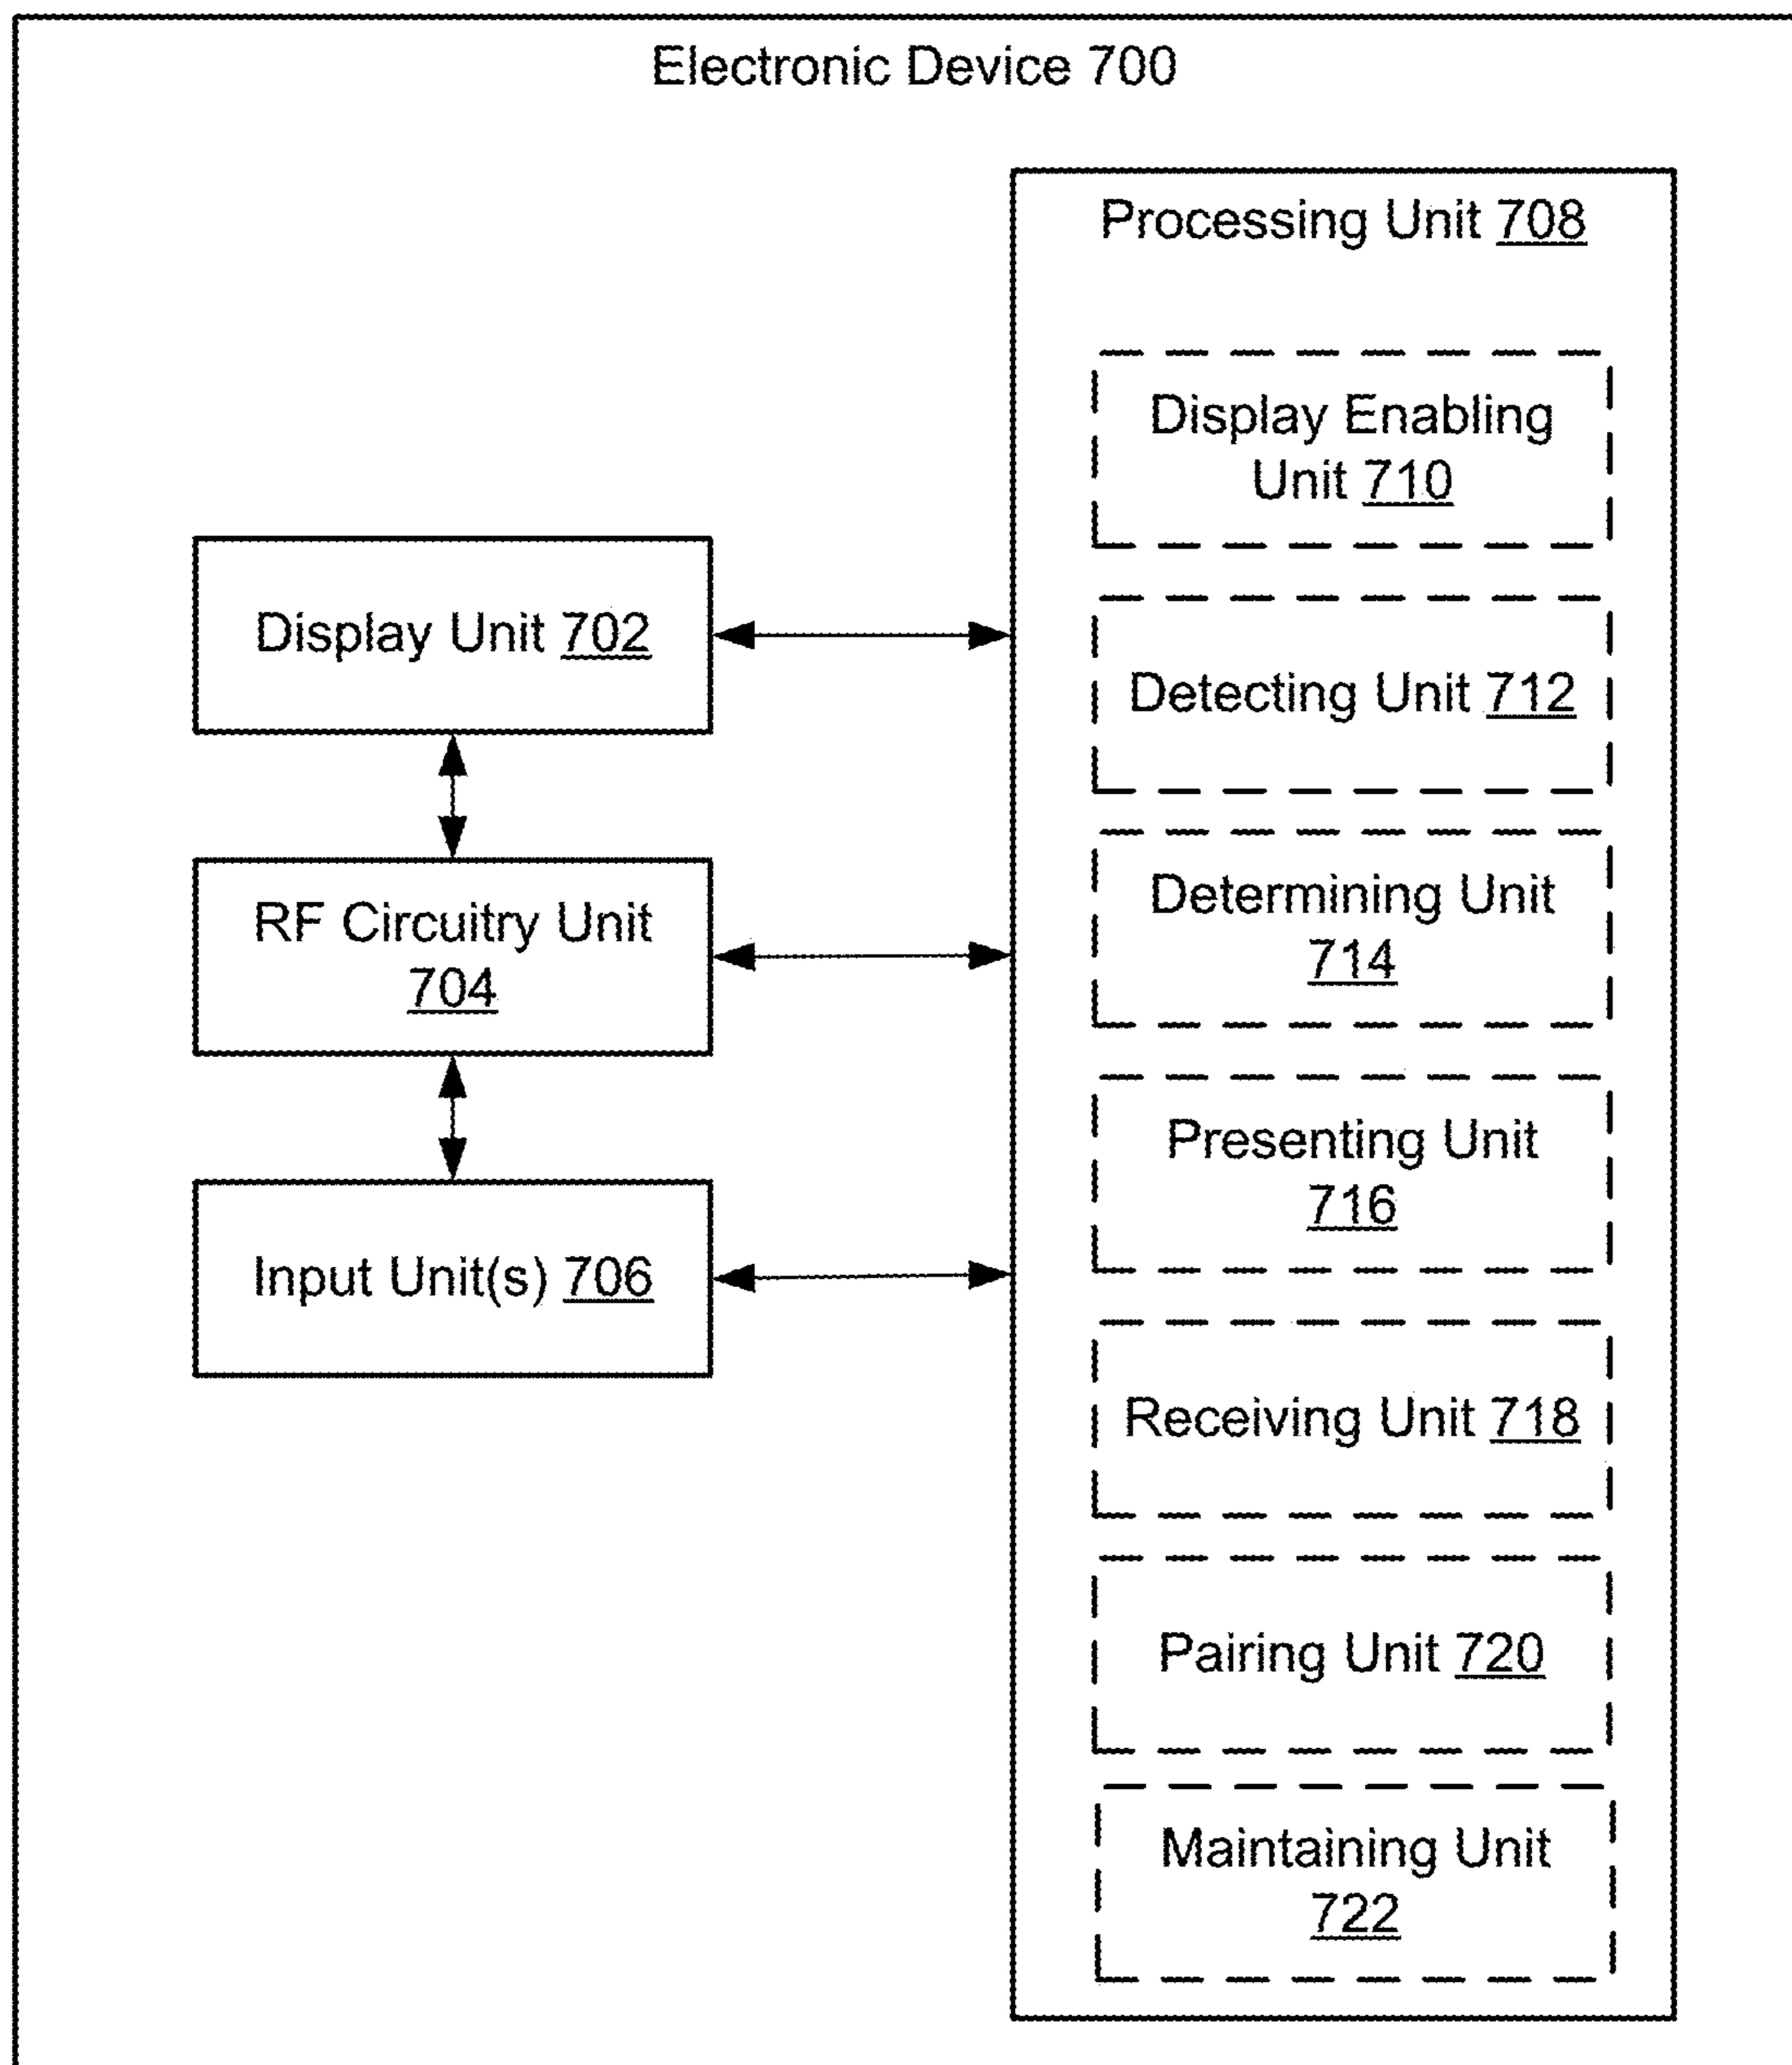 Electronic Device 700
Processing Unit 708
Display Enabling
Unit 710
Display Unit 702
Detecting Unit 712
RF Circuitry Unit
704
Determining Unit
714
Presenting Unit
716
Input Unit(s) 706
Receiving Unit 718
Pairing Unit 720
Maintaining Unit
722